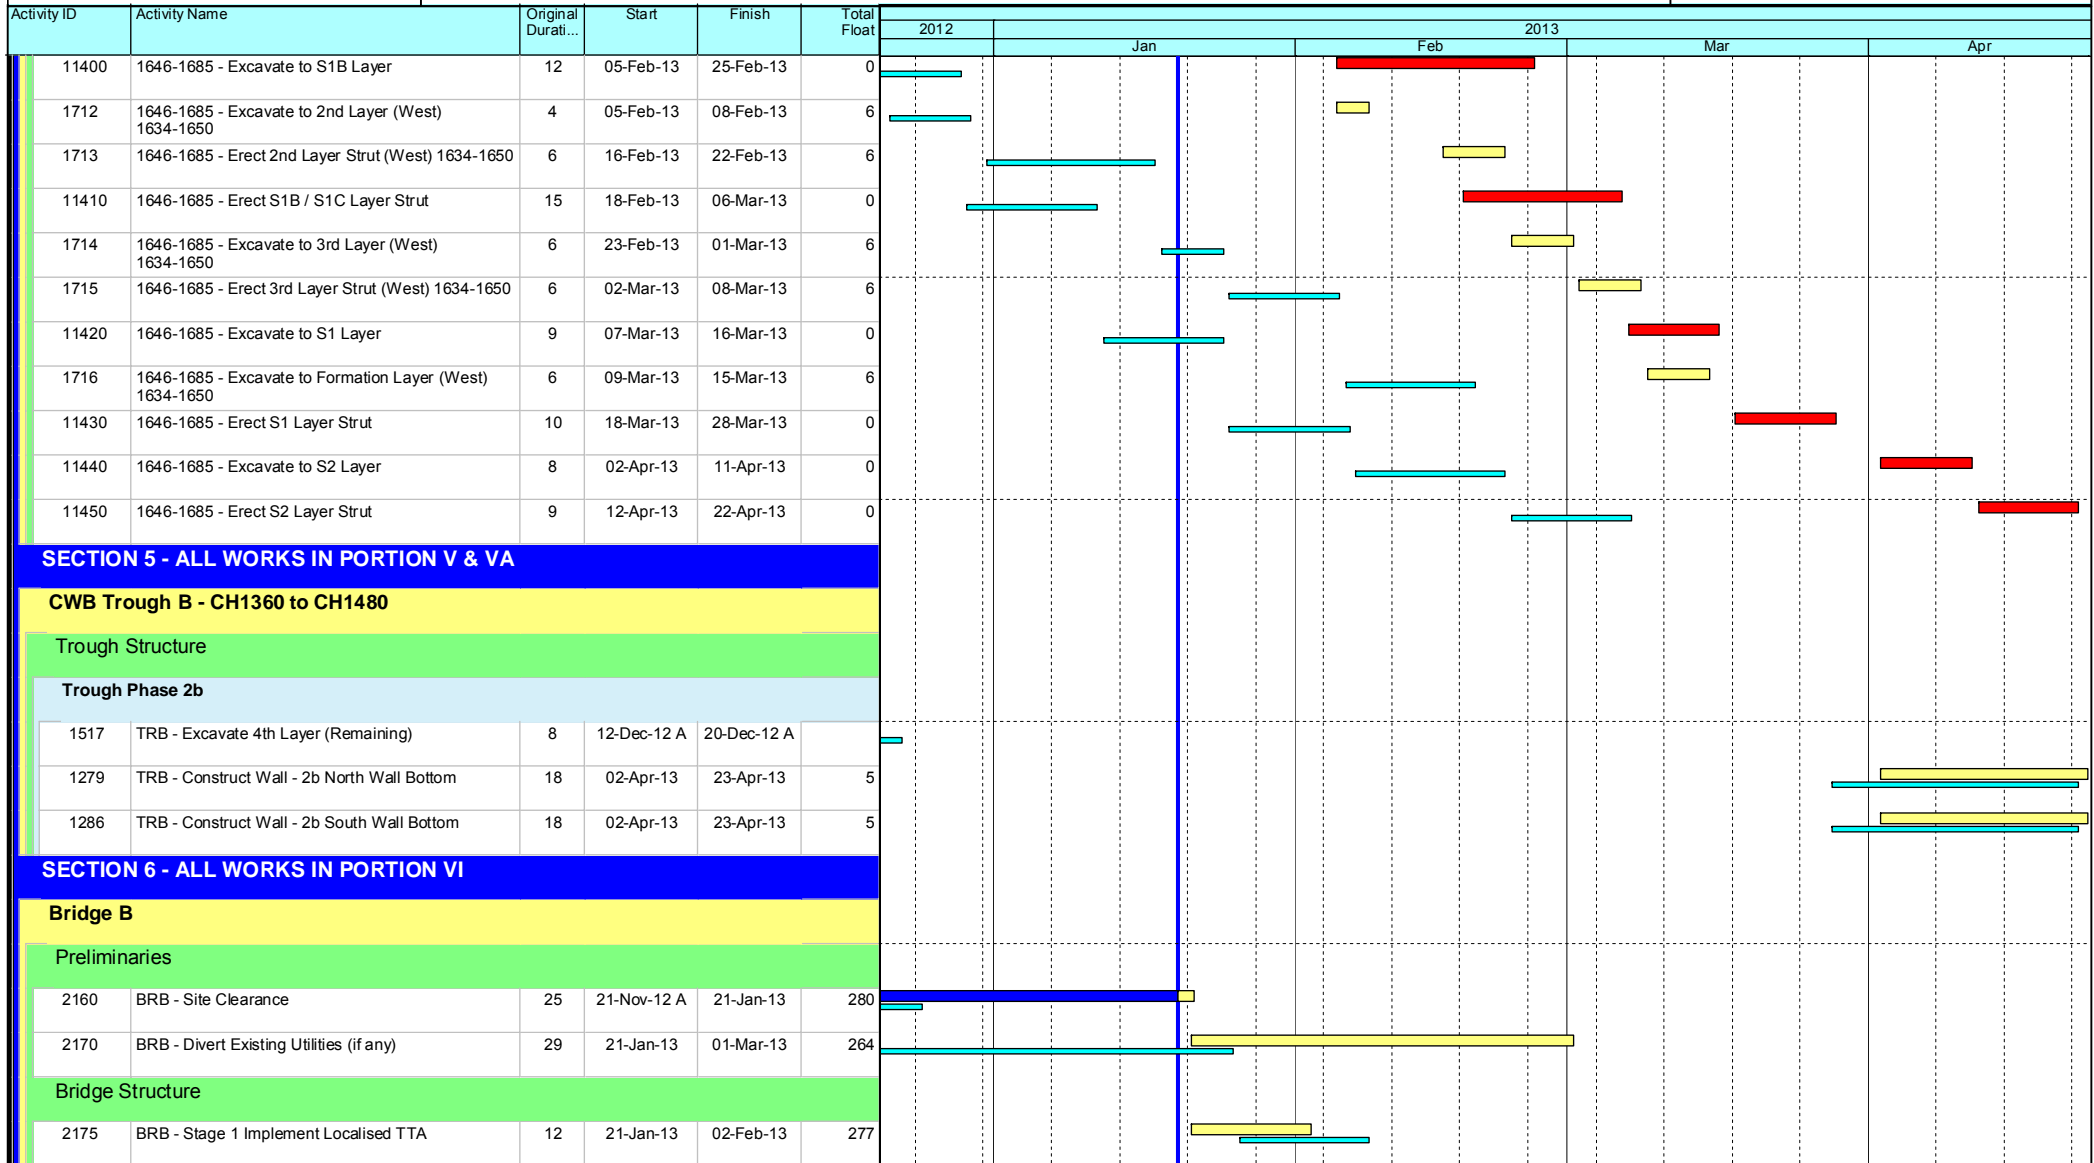 Activity ID Activity Name Original Durati... Start Finish Total Float
2012 2013
Jan Feb Mar Apr
11400 1646-1685 - Excavate to S1B Layer 12 05-Feb-13 25-Feb-13 0
1712 1646-1685 - Excavate to 2nd Layer (West) 4 05-Feb-13 08-Feb-13 6
1634-1650
1713 1646-1685 - Erect 2nd Layer Strut (West) 1634-1650 6 16-Feb-13 22-Feb-13 6
11410 1646-1685 - Erect S1B / S1C Layer Strut 15 18-Feb-13 06-Mar-13 0
1714 1646-1685 - Excavate to 3rd Layer (West) 6 23-Feb-13 01-Mar-13 6
1634-1650
1715 1646-1685 - Erect 3rd Layer Strut (West) 1634-1650 6 02-Mar-13 08-Mar-13 6
11420 1646-1685 - Excavate to S1 Layer 9 07-Mar-13 16-Mar-13 0
1716 1646-1685 - Excavate to Formation Layer (West) 6 09-Mar-13 15-Mar-13 6
1634-1650
11430 1646-1685 - Erect S1 Layer Strut 10 18-Mar-13 28-Mar-13 0
11440 1646-1685 - Excavate to S2 Layer 8 02-Apr-13 11-Apr-13 0
11450 1646-1685 - Erect S2 Layer Strut 9 12-Apr-13 22-Apr-13 0
SECTION 5 - ALL WORKS IN PORTION V & VA
CWB Trough B - CH1360 to CH1480
Trough Structure
Trough Phase 2b
1517 TRB - Excavate 4th Layer (Remaining) 8 12-Dec-12 A 20-Dec-12 A
1279 TRB - Construct Wall - 2b North Wall Bottom 18 02-Apr-13 23-Apr-13 5
1286 TRB - Construct Wall - 2b South Wall Bottom 18 02-Apr-13 23-Apr-13 5
SECTION 6 - ALL WORKS IN PORTION VI
Bridge B
Preliminaries
2160 BRB - Site Clearance 25 21-Nov-12 A 21-Jan-13 280
2170 BRB - Divert Existing Utilities (if any) 29 21-Jan-13 01-Mar-13 264
Bridge Structure
2175 BRB - Stage 1 Implement Localised TTA 12 21-Jan-13 02-Feb-13 277